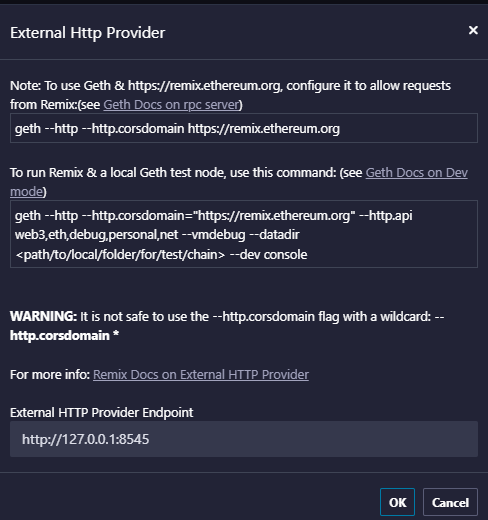 External Http Provider
×
Note: To use Geth & https://remix.ethereum.org, configure it to allow requests
from Remix:(see Geth Docs on rpc server)
geth --http --http.corsdomain https://remix.ethereum.org
To run Remix & a local Geth test node, use this command: (see Geth Docs on Dev
mode)
geth --http --http.corsdomain="https://remix.ethereum.org" --http.api
web3,eth,debug,personal,net --vmdebug --datadir
<path/to/local/folder/for/test/chain> --dev console
WARNING: It is not safe to use the --http.corsdomain flag with a wildcard: --
http.corsdomain *
For more info: Remix Docs on External HTTP Provider
External HTTP Provider Endpoint
http://127.0.0.1:8545
OK Cancel